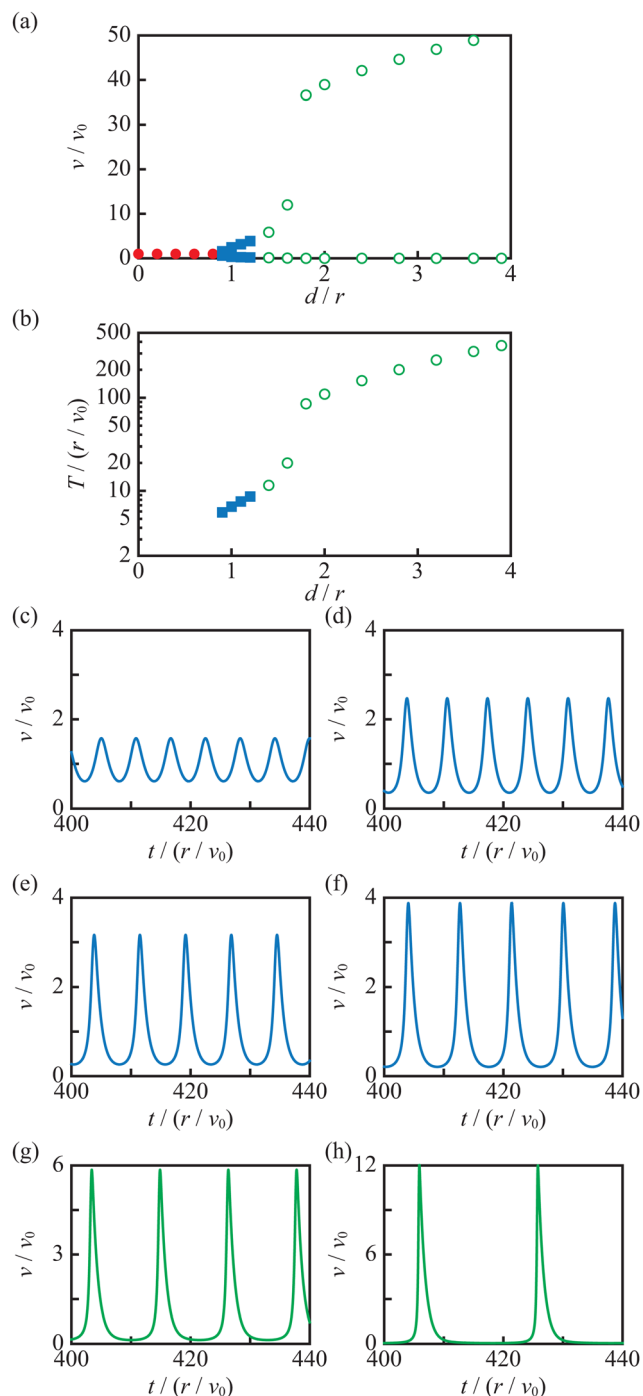 (a)
50
40
30
20
10
0
v / v0
0 1 2 3 4
d / r
(b)
500
200
100
50
20
10
5
2
T / (r / v0)
0 1 2 3 4
d / r
(c)
4
2
0
v / v0
400 420 440
t / (r / v0)
(d)
4
2
0
v / v0
400 420 440
t / (r / v0)
(e)
4
2
0
v / v0
400 420 440
t / (r / v0)
(f)
4
2
0
v / v0
400 420 440
t / (r / v0)
(g)
6
3
0
v / v0
400 420 440
t / (r / v0)
(h)
12
6
0
v / v0
400 420 440
t / (r / v0)